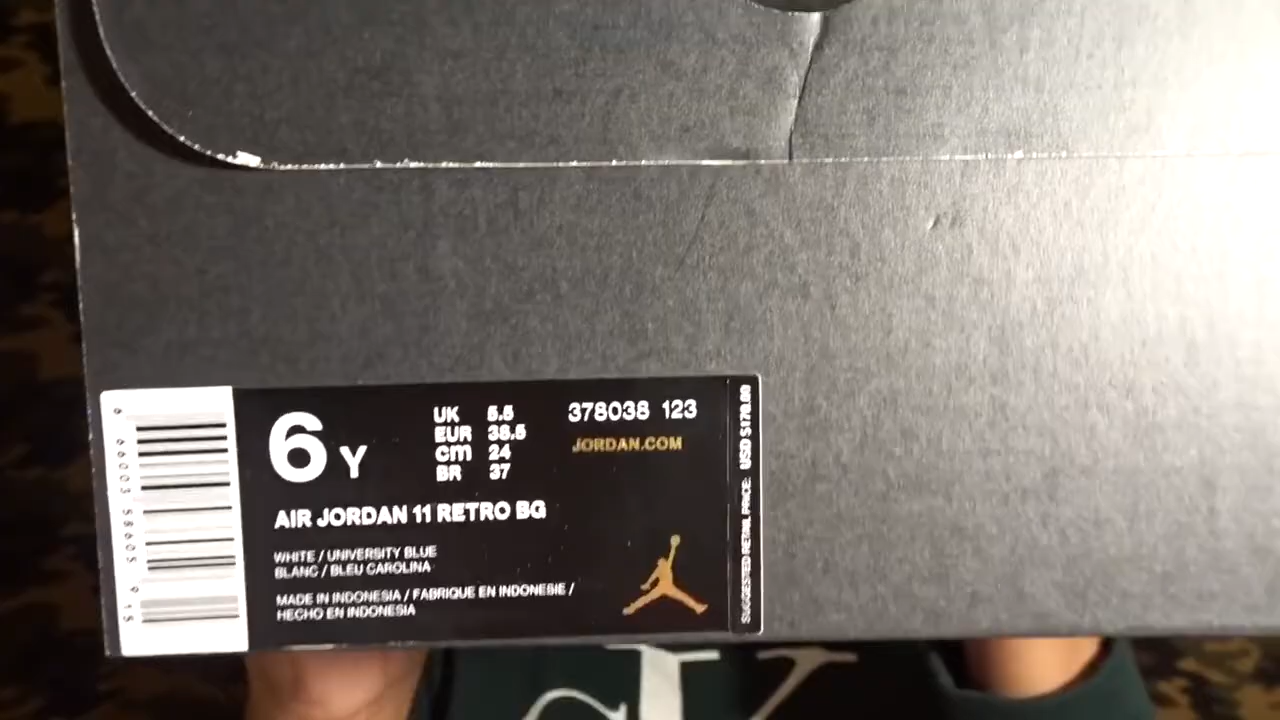 6 Y
UK 5.5
EUR 38.5
CM 24
BR 37
378038 123
JORDAN.COM
AIR JORDAN 11 RETRO BG
WHITE / UNIVERSITY BLUE
BLANC / BLEU CAROLINA
MADE IN INDONESIA / FABRIQUE EN INDONESIE /
HECHO EN INDONESIA
SUGGESTED RETAIL PRICE: USD $170.00